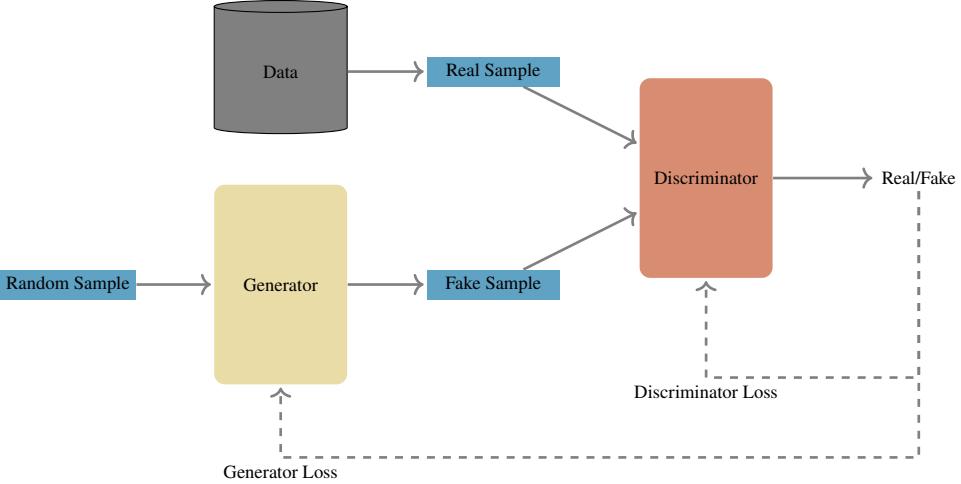 Data
Real Sample
Discriminator
Real/Fake
Random Sample
Generator
Fake Sample
Discriminator Loss
Generator Loss